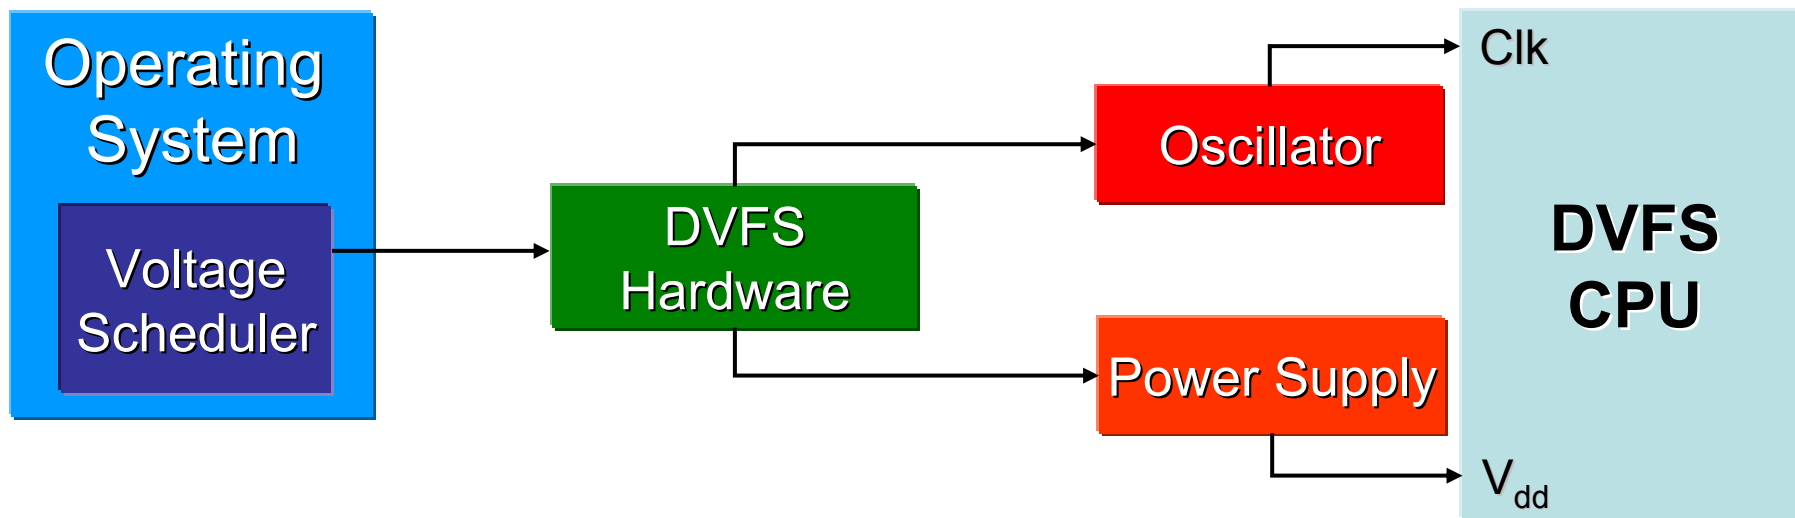 Operating
System
Voltage
Scheduler
DVFS
Hardware
Oscillator
Power Supply
Clk
DVFS
CPU
Vdd